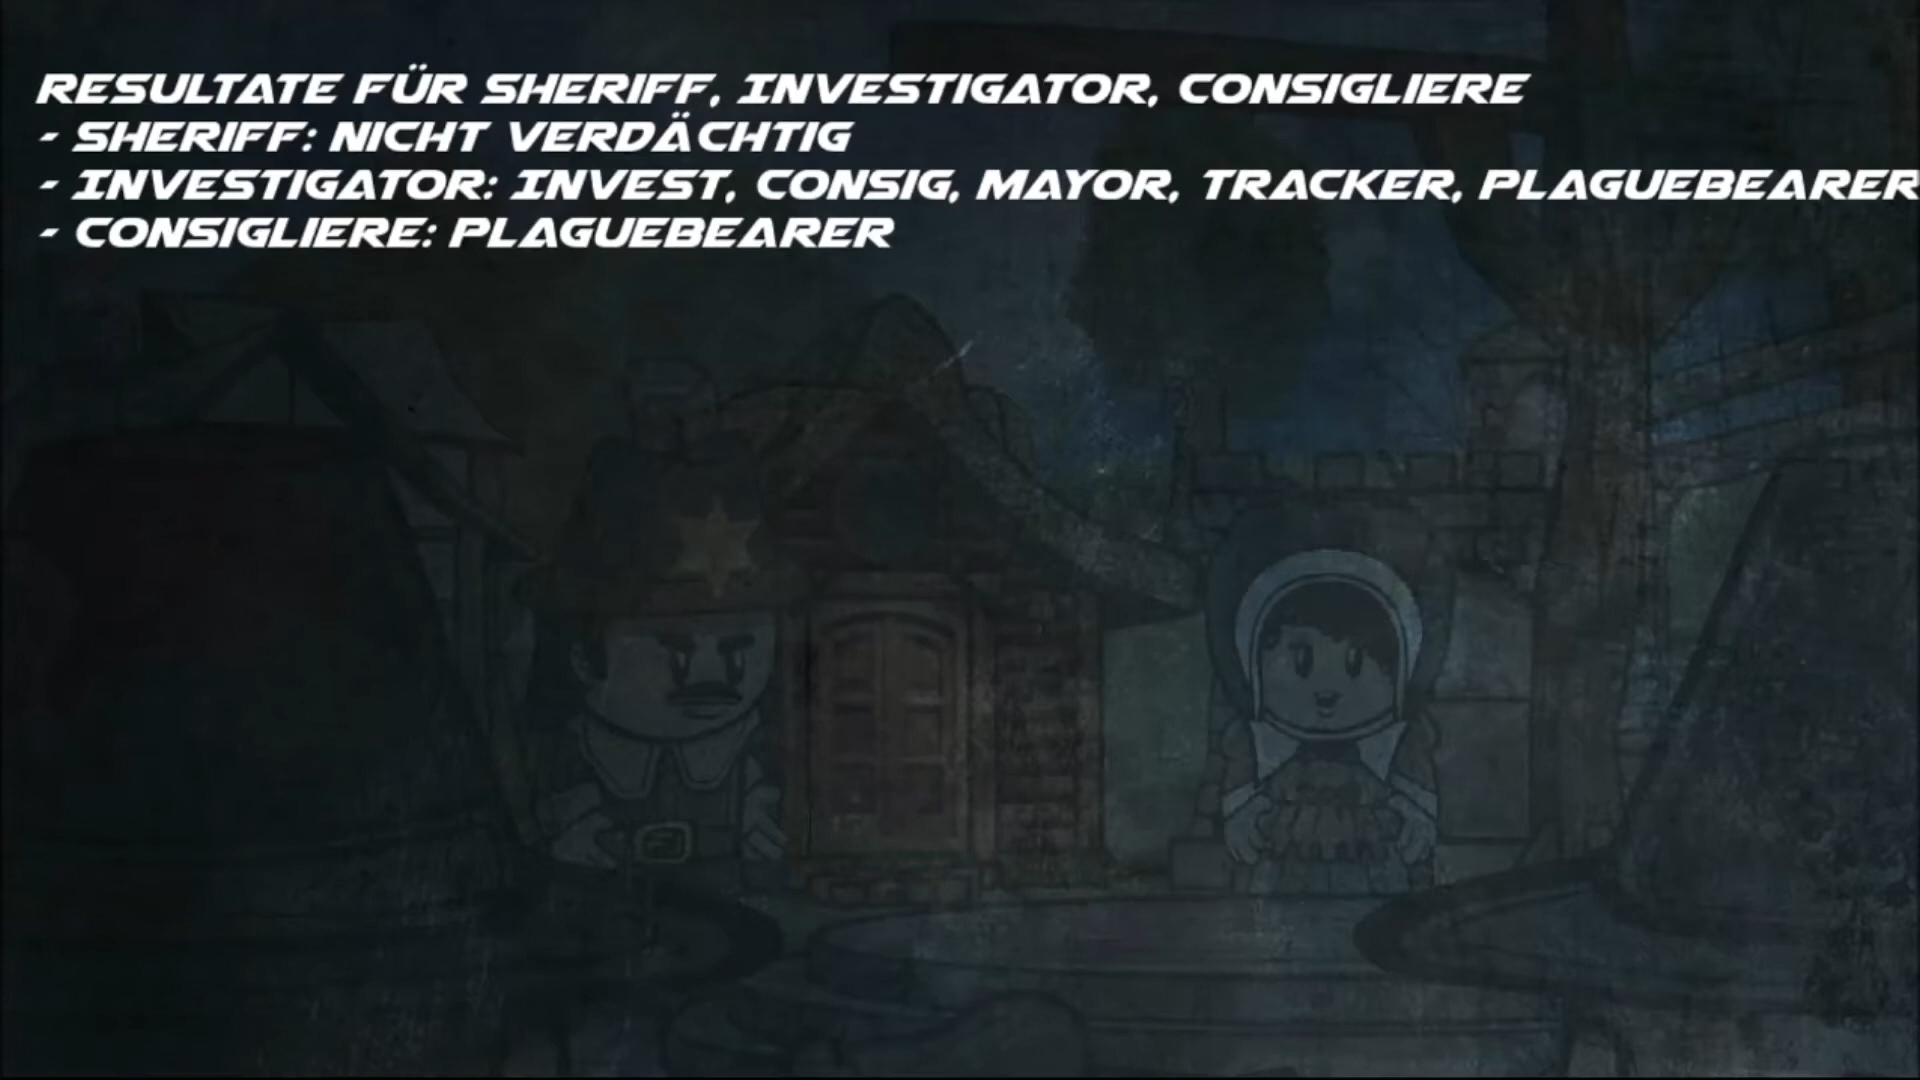 RESULTATE FÜR SHERIFF, INVESTIGATOR, CONSIGLIERE
- SHERIFF: NICHT VERDÄCHTIG
- INVESTIGATOR: INVEST, CONSIG, MAYOR, TRACKER, PLAGUEBEARER
- CONSIGLIERE: PLAGUEBEARER